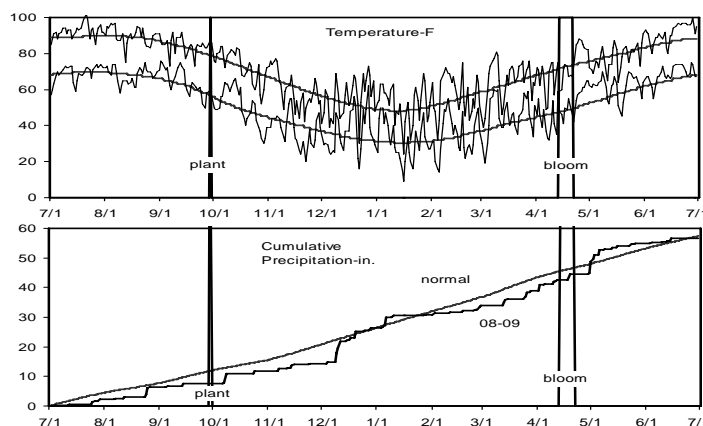 100
Temperature-F
80
60
40
20
plant
bloom
0
7/1 8/1 9/1 10/1 11/1 12/1 1/1 2/1 3/1 4/1 5/1 6/1 7/1
60
Cumulative
Precipitation-in.
50
normal
40
30
08-09
20
10
bloom
plant
0
7/1 8/1 9/1 10/1 11/1 12/1 1/1 2/1 3/1 4/1 5/1 6/1 7/1